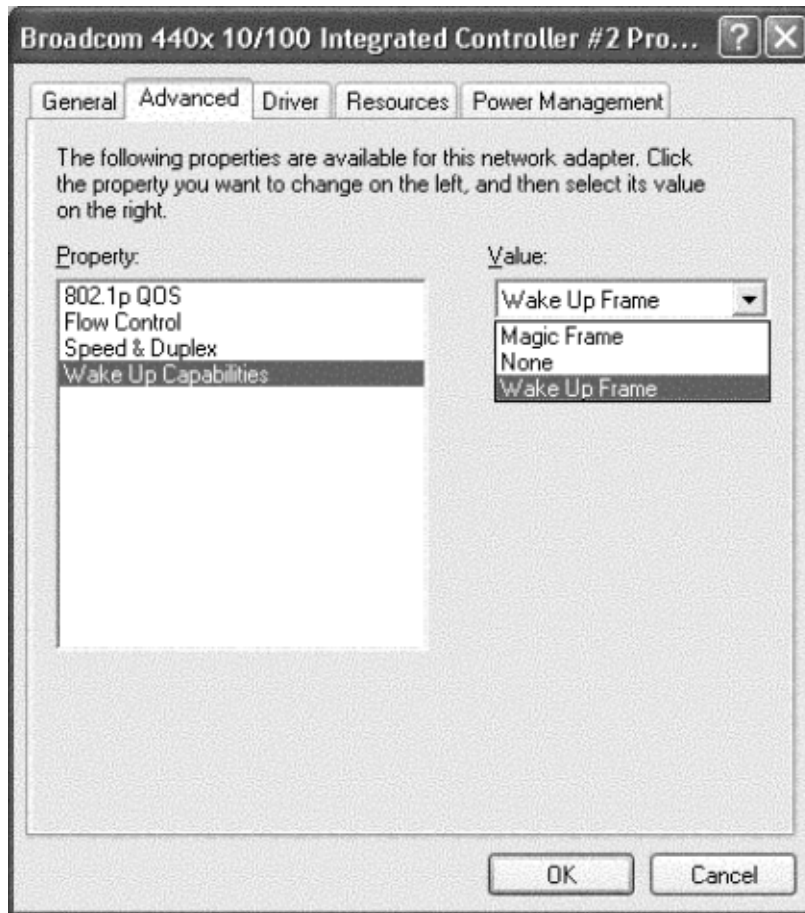 Broadcom 440x 10/100 Integrated Controller #2 Pro...
General Advanced Driver Resources Power Management
The following properties are available for this network adapter. Click
the property you want to change on the left, and then select its value
on the right.
Property:
802.1p QOS
Flow Control
Speed & Duplex
Wake Up Capabilities
Value:
Wake Up Frame
Magic Frame
None
Wake Up Frame
OK Cancel